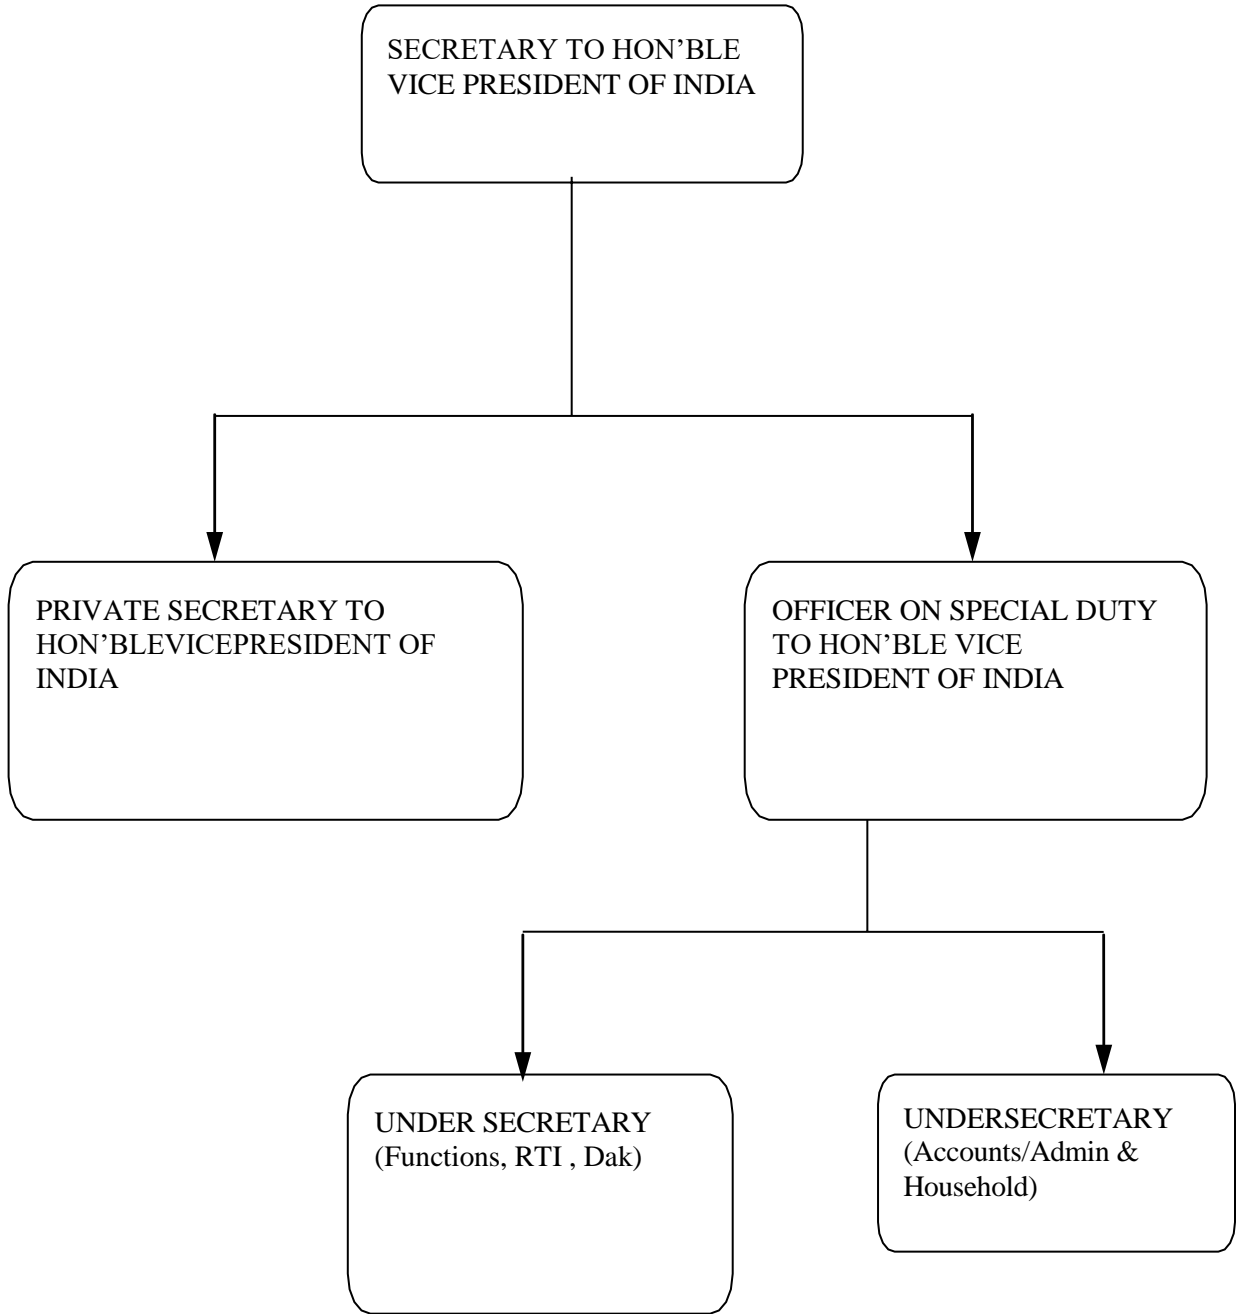 SECRETARY TO HON’BLE
VICE PRESIDENT OF INDIA
PRIVATE SECRETARY TO
HON’BLEVICEPRESIDENT OF
INDIA
OFFICER ON SPECIAL DUTY
TO HON’BLE VICE
PRESIDENT OF INDIA
UNDER SECRETARY
(Functions, RTI , Dak)
UNDERSECRETARY
(Accounts/Admin &
Household)